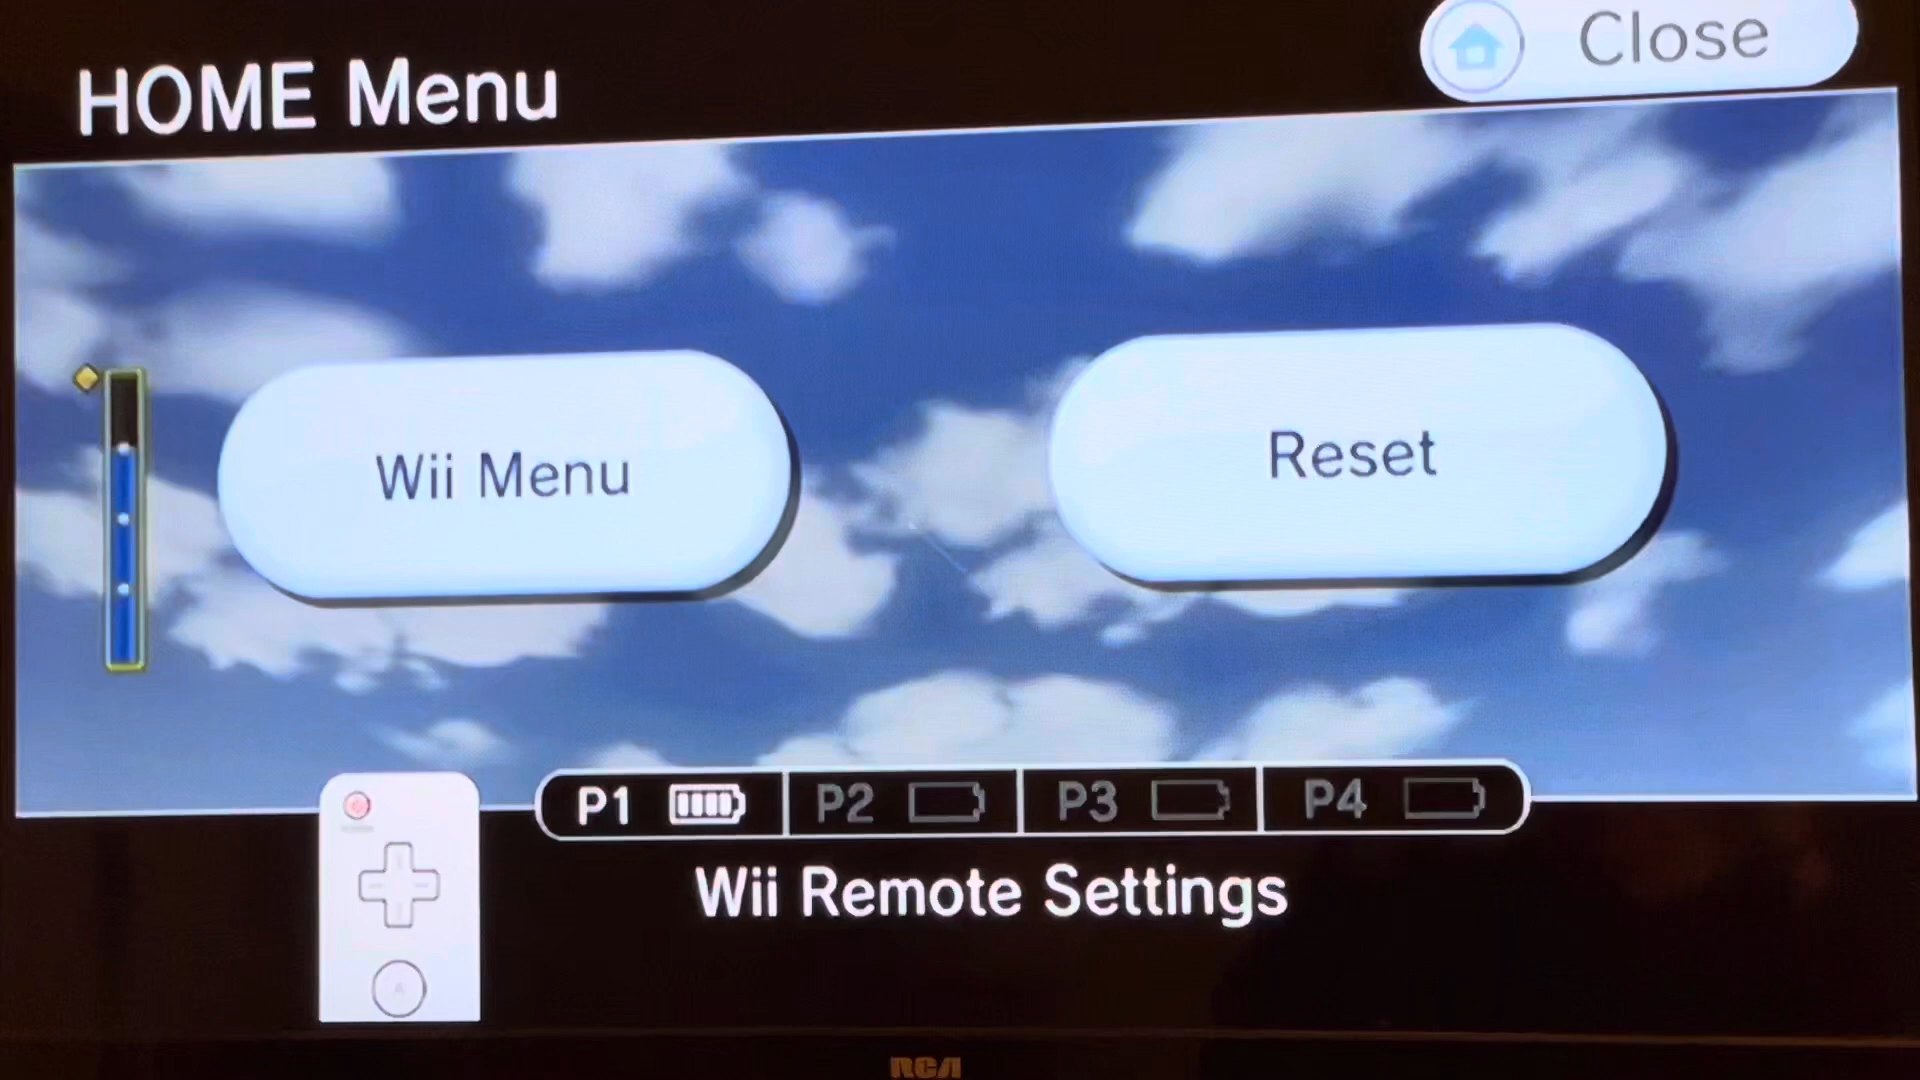 HOME Menu
Close
Wii Menu
Reset
P1
P2
P3
P4
Wii Remote Settings
A
RCA